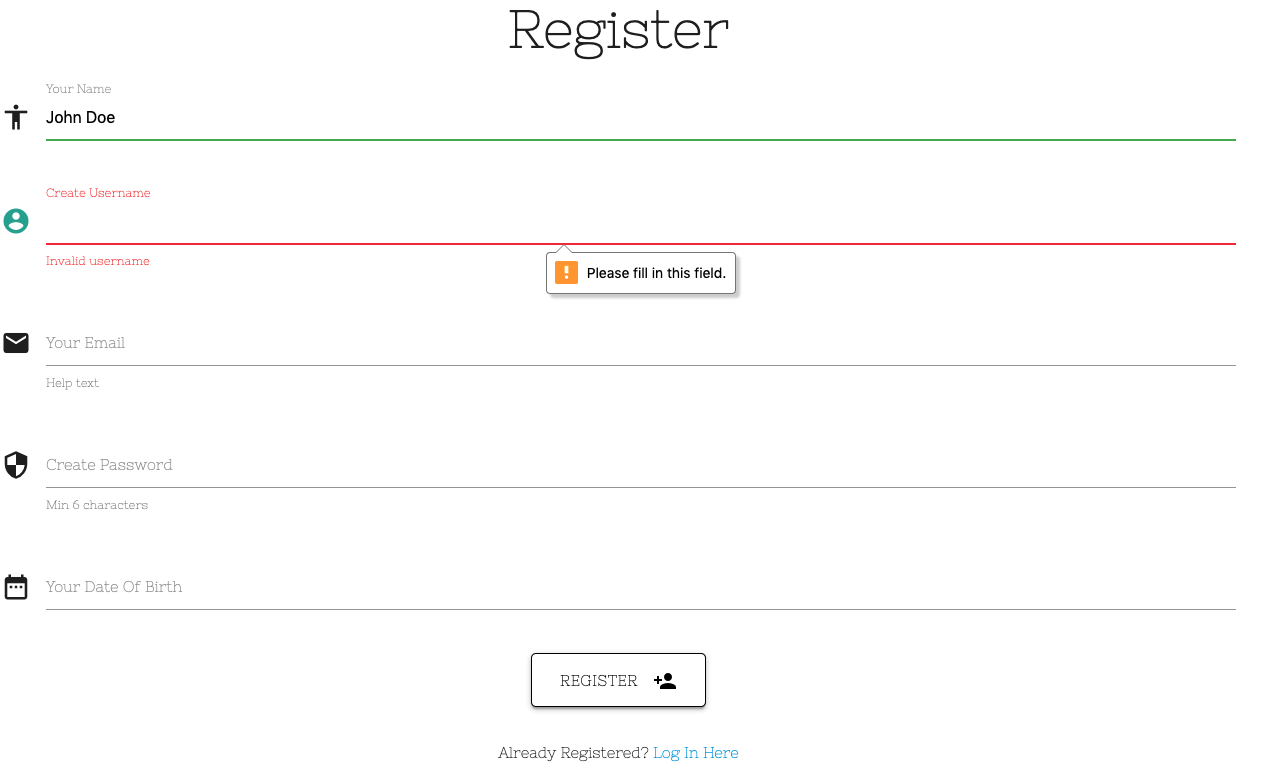 Register
Your Name
John Doe
Create Username
Invalid username
Please fill in this field.
Your Email
Help text
Create Password
Min 6 characters
Your Date Of Birth
REGISTER
Already Registered? Log In Here